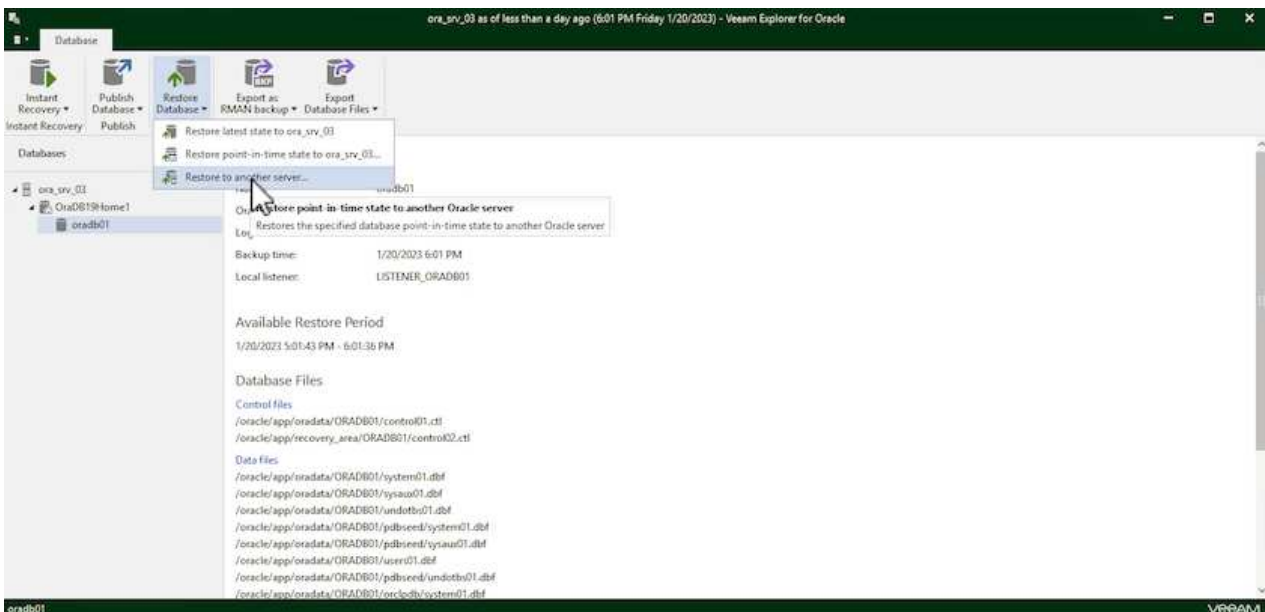 ora_srv_03 as of less than a day ago (6:01 PM Friday 1/20/2023) - Veeam Explorer for Oracle
Database
Instant Recovery
Publish Database
Restore Database
Export as RMAN backup
Export Database Files
Instant Recovery
Publish
Restore latest state to ora_srv_03
Restore point-in-time state to ora_srv_03...
Restore to another server...
Databases
ora_srv_03
OraDB19Home1
oradb01
oradb01
Restore point-in-time state to another Oracle server
Restores the specified database point-in-time state to another Oracle server
Backup time: 1/20/2023 6:01 PM
Local listener: LISTENER_ORADB01
Available Restore Period
1/20/2023 5:01:43 PM - 6:01:36 PM
Database Files
Control files
/oracle/app/oradata/ORADB01/control01.ctl
/oracle/app/recovery_area/ORADB01/control02.ctl
Data files
/oracle/app/oradata/ORADB01/system01.dbf
/oracle/app/oradata/ORADB01/sysaux01.dbf
/oracle/app/oradata/ORADB01/undotbs01.dbf
/oracle/app/oradata/ORADB01/pdbseed/system01.dbf
/oracle/app/oradata/ORADB01/pdbseed/sysaux01.dbf
/oracle/app/oradata/ORADB01/users01.dbf
/oracle/app/oradata/ORADB01/pdbseed/undotbs01.dbf
/oracle/app/oradata/ORADB01/orclpdb/system01.dbf
oradb01
VEEAM